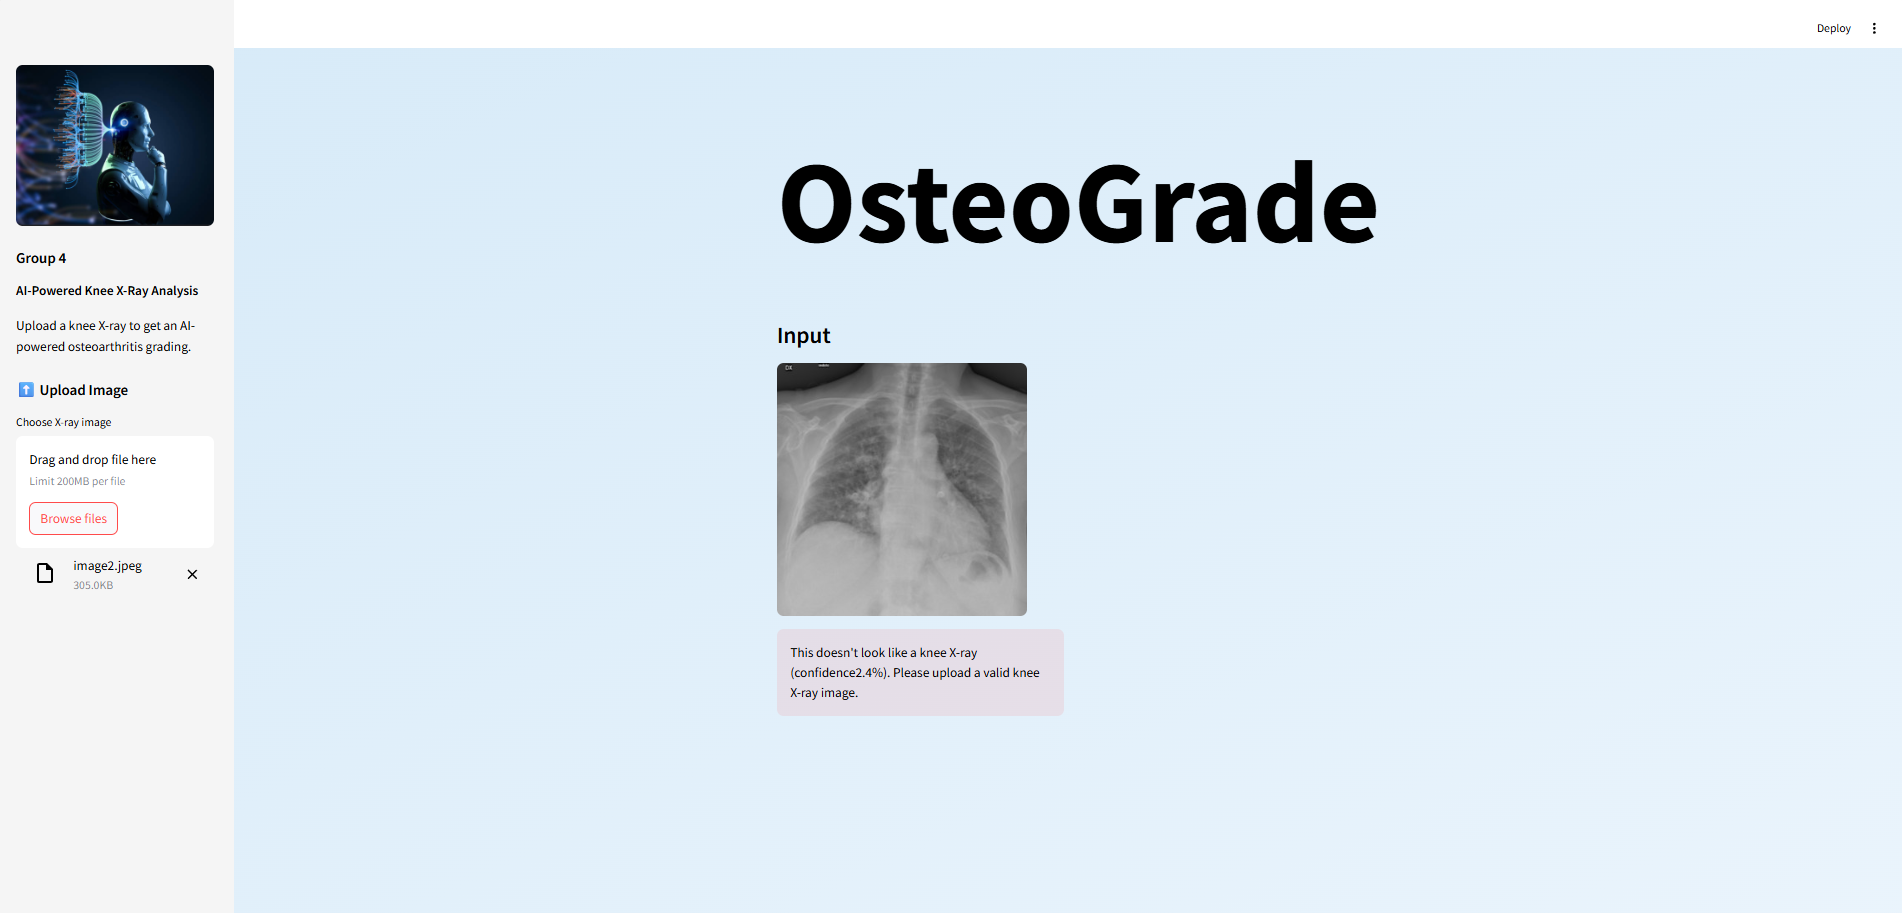 Deploy
Group 4
AI-Powered Knee X-Ray Analysis
Upload a knee X-ray to get an AI-
powered osteoarthritis grading.
Upload Image
Choose X-ray image
Drag and drop file here
Limit 200MB per file
Browse files
image2.jpeg
305.0KB
OsteoGrade
Input
DX
This doesn't look like a knee X-ray
(confidence2.4%). Please upload a valid knee
X-ray image.